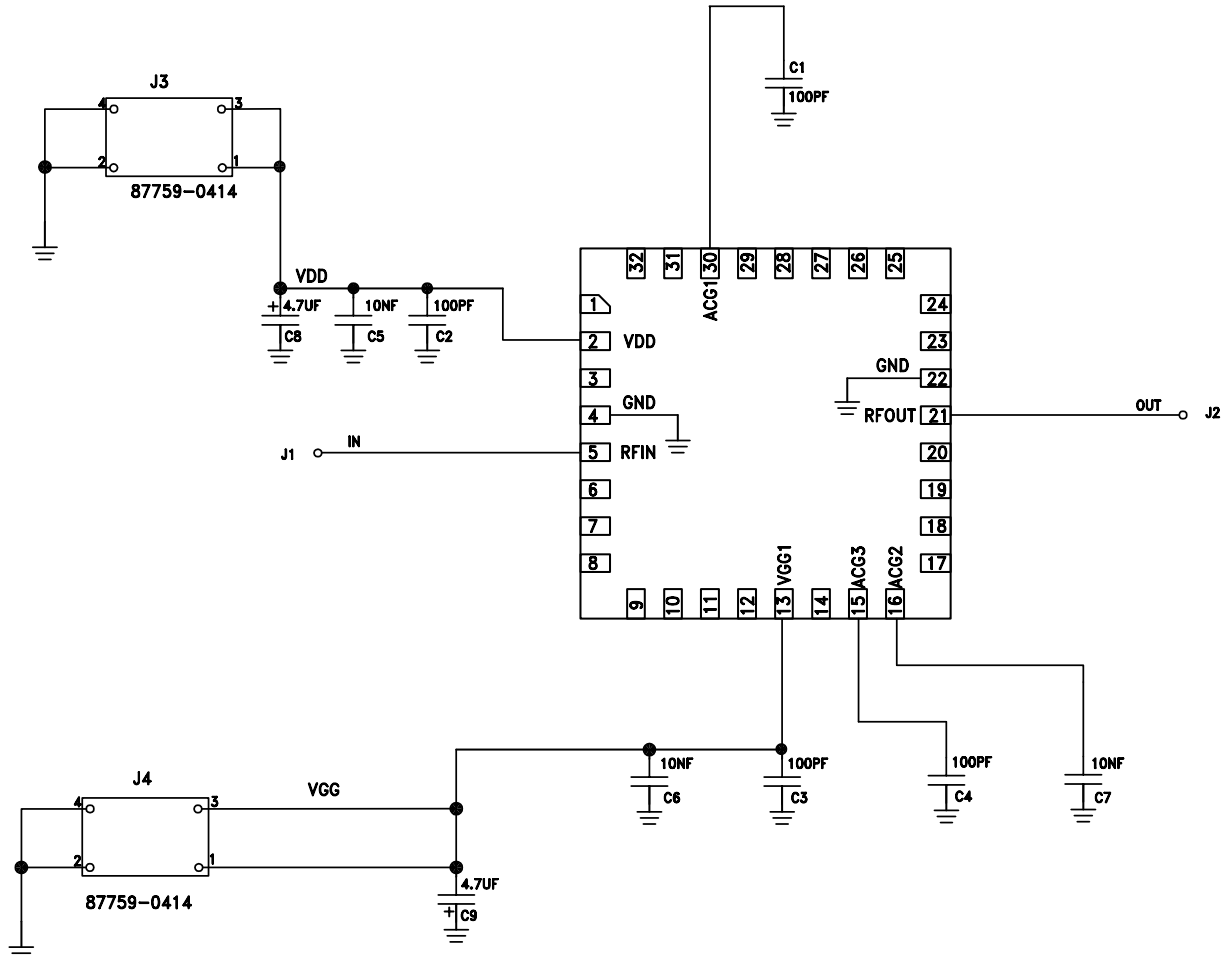 C1
100PF
J3
4
3
2
1
87759-0414
VDD
+ 4.7UF
10NF
100PF
C8
C5
C2
32
31
30
29
28
27
26
25
ACG1
1
2
VDD
3
4
GND
5
RFIN
6
7
8
24
23
GND
22
RFOUT
21
20
19
18
17
J1
IN
OUT
J2
VGG1
ACG3
ACG2
9
10
11
12
13
14
15
16
10NF
C6
100PF
C3
100PF
C4
10NF
C7
J4
4
3
2
1
VGG
87759-0414
4.7UF
+
C9